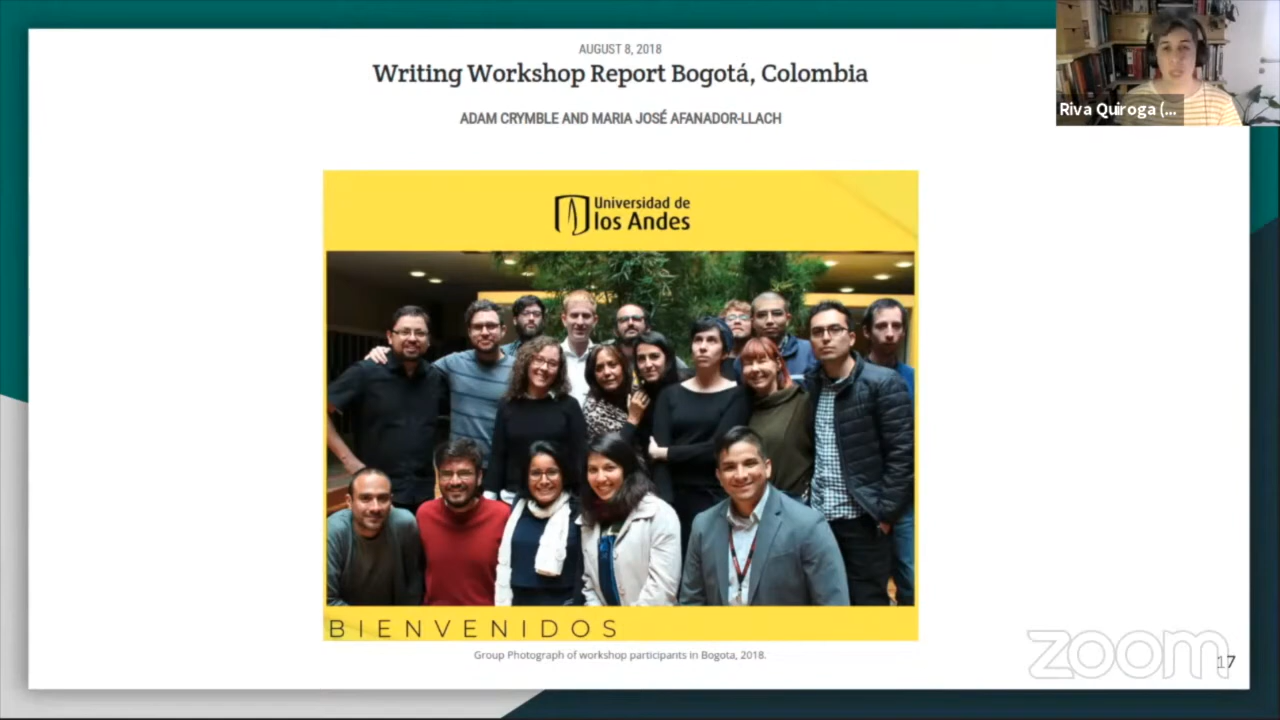 AUGUST 8, 2018
Writing Workshop Report Bogotá, Colombia
ADAM CRYMBLE AND MARIA JOSÉ AFANADOR-LLACH
Riva Quiroga (...
Universidad de
los Andes
BIENVENIDOS
Group Photograph of workshop participants in Bogota, 2018.
zoom
17